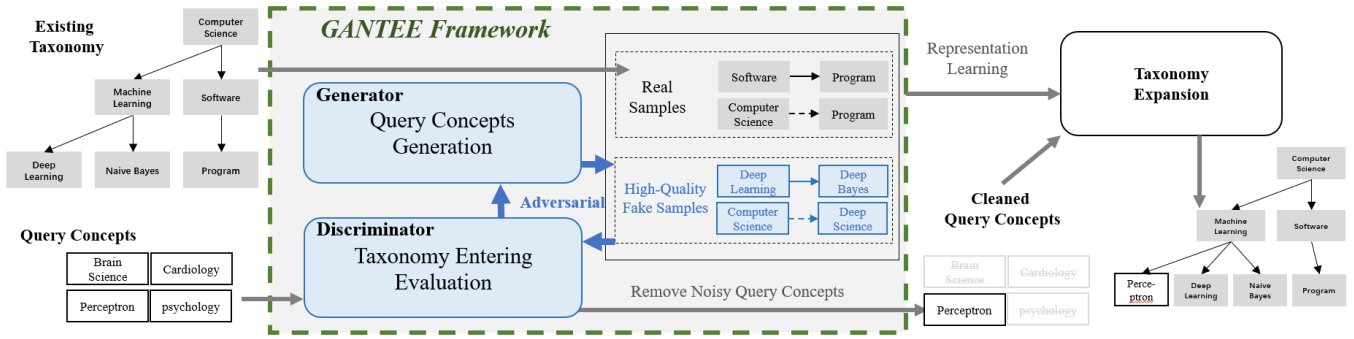 Existing
Taxonomy
Computer
Science
Machine
Learning
Software
Deep
Learning
Naive Bayes
Program
Query Concepts
Brain
Science
Cardiology
Perceptron
psychology
GANTEE Framework
Generator
Query Concepts
Generation
Adversarial
Discriminator
Taxonomy Entering
Evaluation
Real
Samples
Software
Program
Computer
Science
Program
High-Quality
Fake Samples
Deep
Learning
Deep
Bayes
Computer
Science
Deep
Science
Remove Noisy Query Concepts
Representation
Learning
Taxonomy
Expansion
Cleaned
Query Concepts
Brain
Science
Cardiology
Perceptron
psychology
Computer
Science
Machine
Learning
Software
Perce-
ptron
Deep
Learning
Naive
Bayes
Program